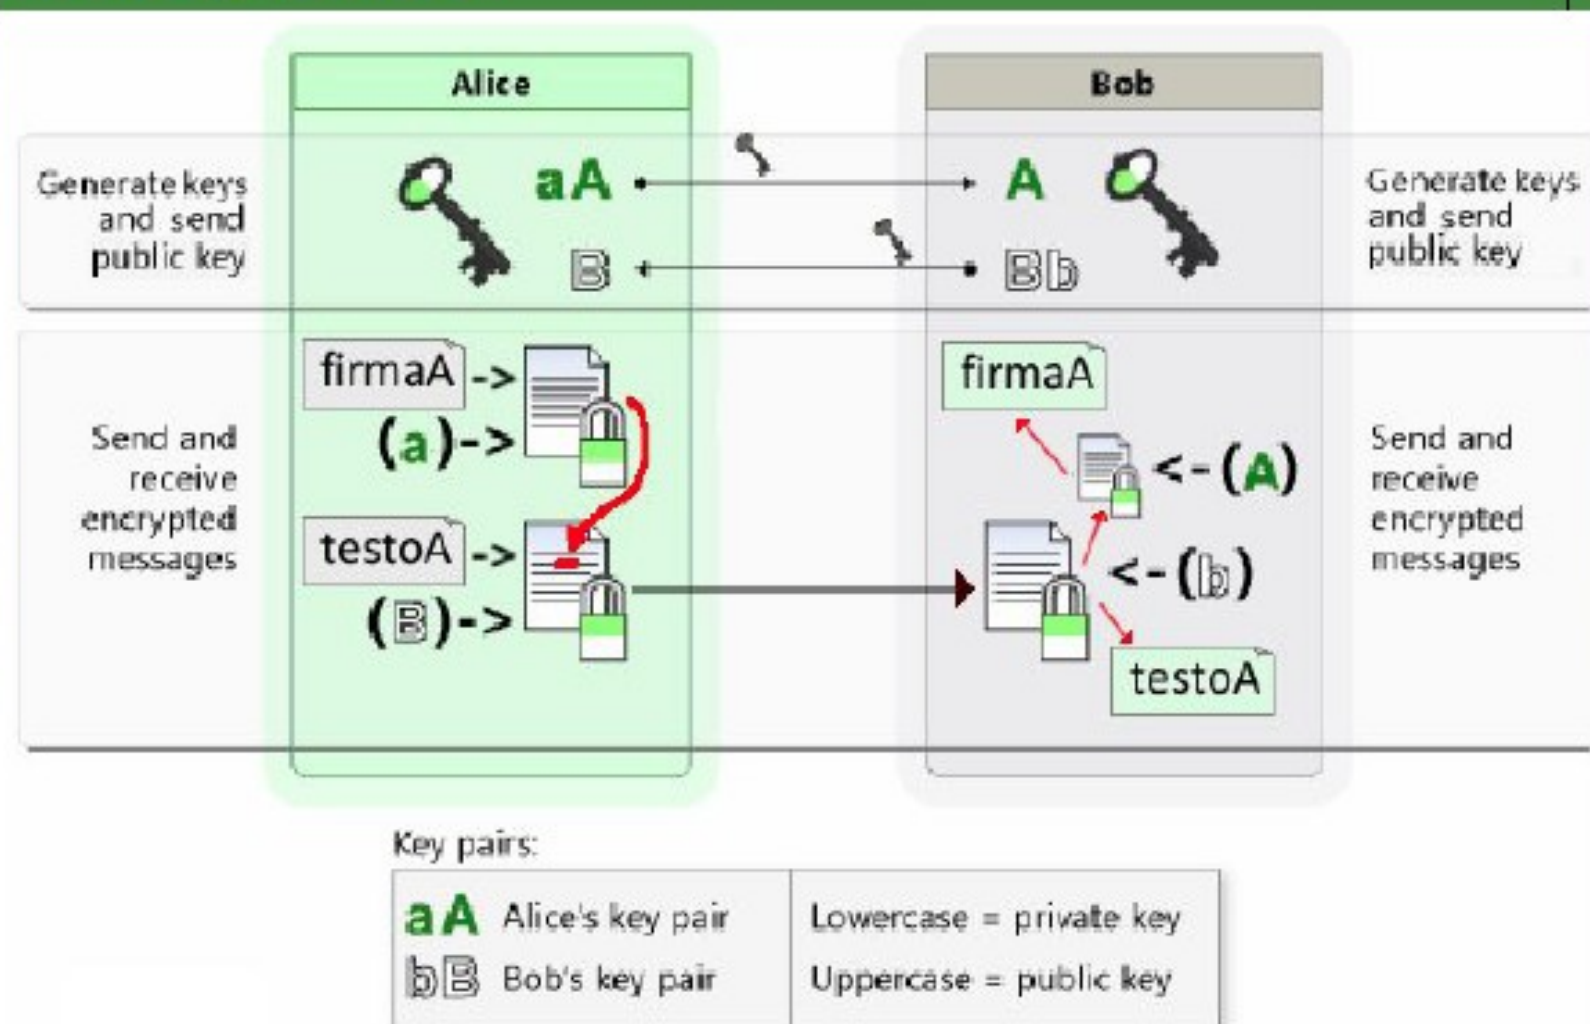 Alice
Bob
Generate keys
and send
public key
aA
A
B
Bb
Generate keys
and send
public key
Send and
receive
encrypted
messages
firmaA ->
(a)->
testoA ->
(B)->
firmaA
<-(A)
<-(b)
testoA
Send and
receive
encrypted
messages
Key pairs:
aA Alice's key pair
Lowercase = private key
bB Bob's key pair
Uppercase = public key